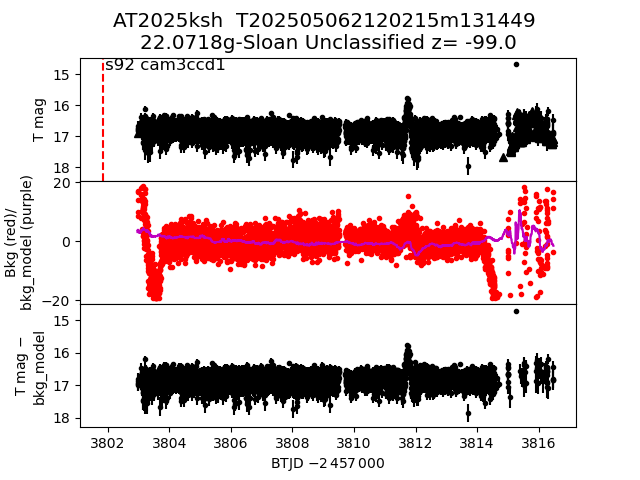 AT2025ksh  T202505062120215m131449
22.0718g-Sloan Unclassified z= -99.0
s92 cam3ccd1
15
16
17
18
T mag
20
0
−20
Bkg (red)/
bkg_model (purple)
15
16
17
18
T mag −
bkg_model
3802 3804 3806 3808 3810 3812 3814 3816
BTJD −2 457 000